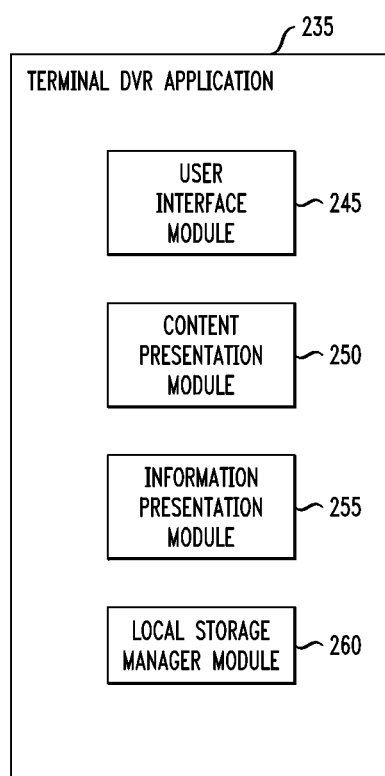 235
TERMINAL DVR APPLICATION
USER
INTERFACE
MODULE
245
CONTENT
PRESENTATION
MODULE
250
INFORMATION
PRESENTATION
MODULE
255
LOCAL STORAGE
MANAGER MODULE
260